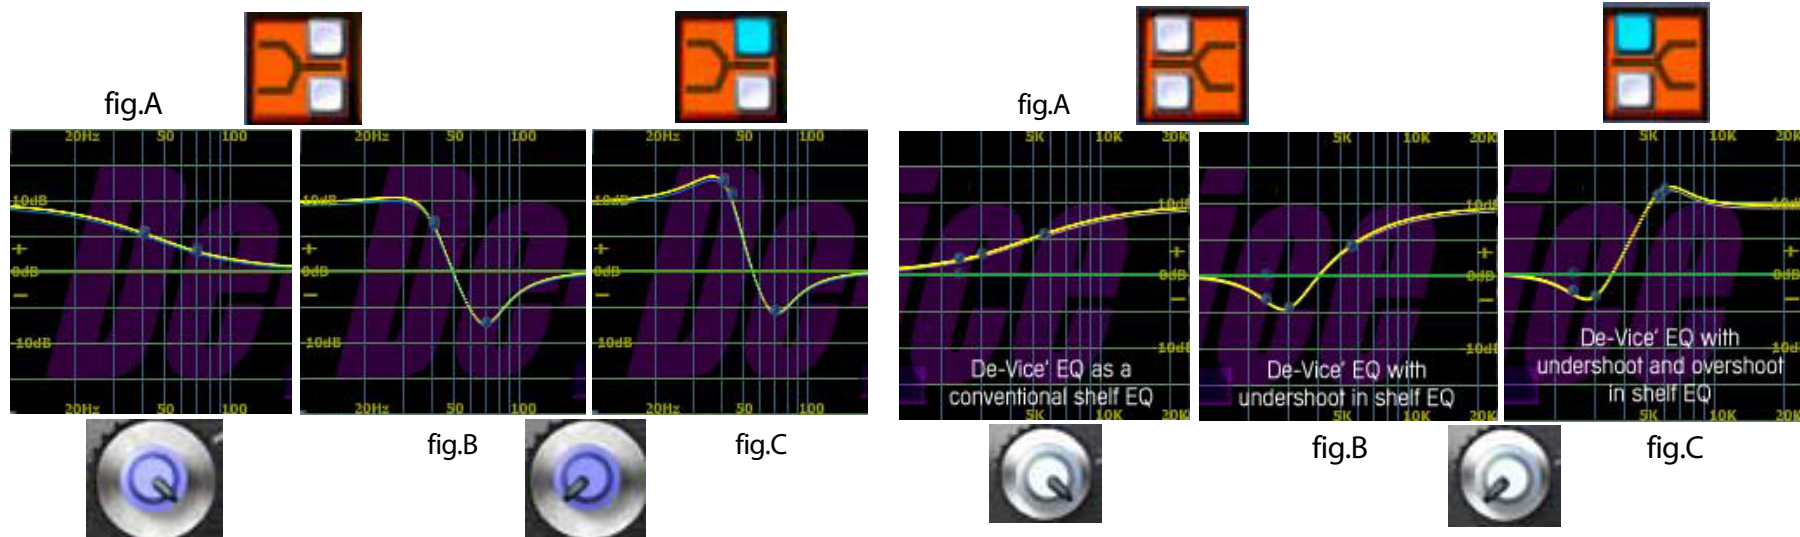 fig.A
20Hz 50 100
10dB
+
0dB
−
10dB
20Hz 50 100
20Hz 50 100
10dB
+
0dB
−
10dB
20Hz 50 100
fig.B
20Hz 50 100
10dB
+
0dB
−
10dB
20Hz 50 100
fig.C
fig.A
5K 10K 20K
10dB
+
0dB
−
10dB
De-Vice' EQ as a
conventional shelf EQ
5K 10K 20K
5K 10K 20K
10dB
+
0dB
−
10dB
De-Vice' EQ with
undershoot in shelf EQ
5K 10K 20K
fig.B
5K 10K 20K
10dB
+
0dB
−
10dB
De-Vice' EQ with
undershoot and overshoot
in shelf EQ
5K 10K 20K
fig.C